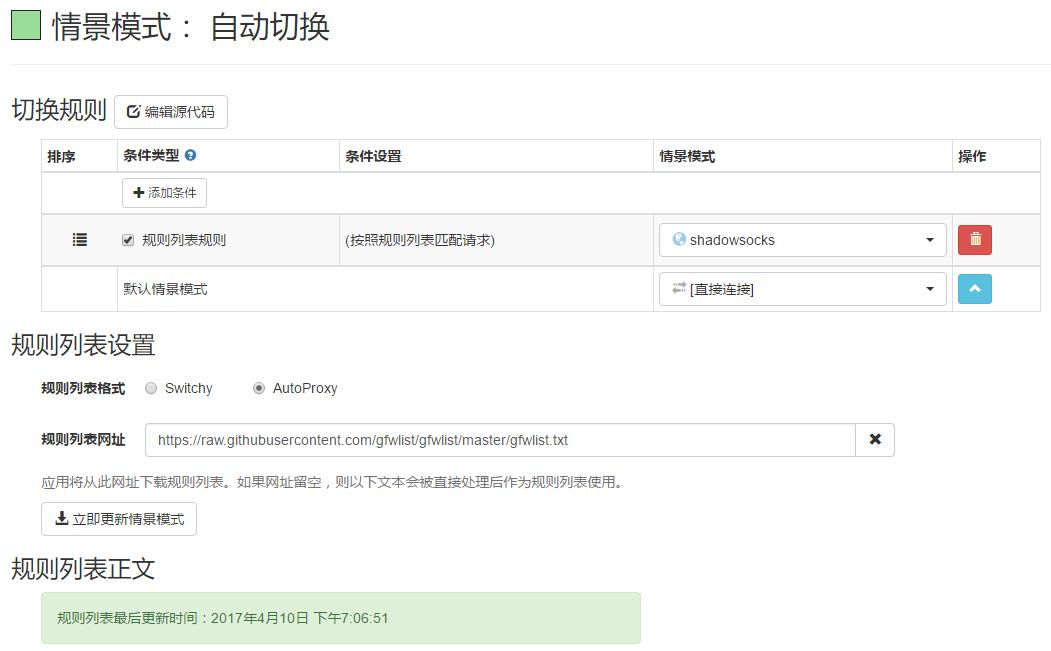 情景模式： 自动切换
切换规则 编辑源代码
排序 条件类型 条件设置 情景模式 操作
添加条件
规则列表规则 (按照规则列表匹配请求) shadowsocks
默认情景模式 [直接连接]
规则列表设置
规则列表格式 Switchy AutoProxy
规则列表网址 https://raw.githubusercontent.com/gfwlist/gfwlist/master/gfwlist.txt
应用将从此网址下载规则列表。如果网址留空，则以下文本会被直接处理后作为规则列表使用。
立即更新情景模式
规则列表正文
规则列表最后更新时间：2017年4月10日 下午7:06:51